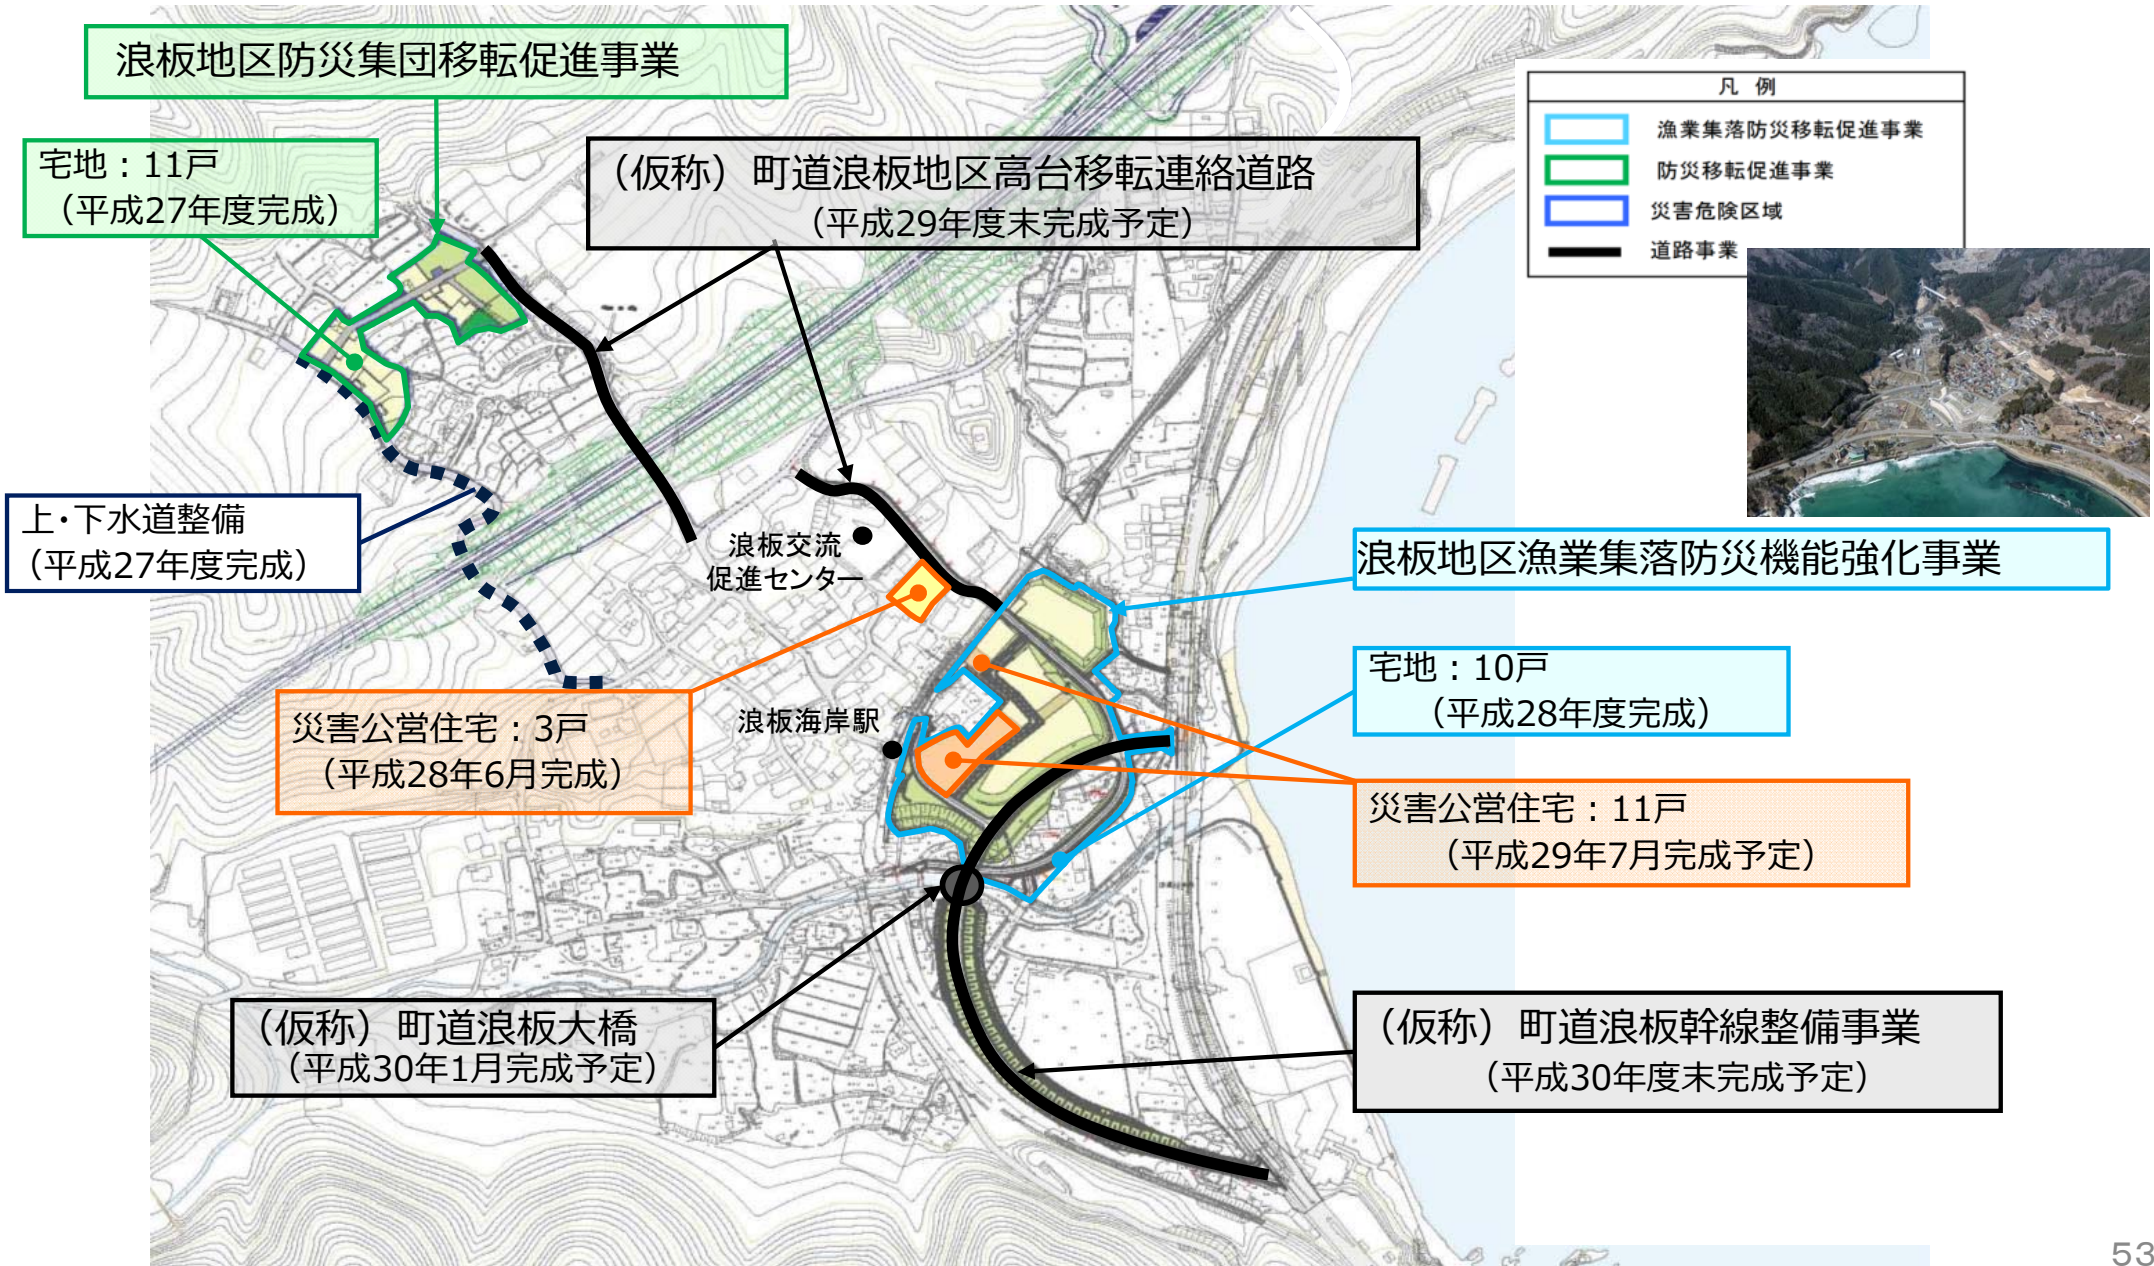 浪板地区防災集団移転促進事業
宅地：11戸
（平成27年度完成）
（仮称）町道浪板地区高台移転連絡道路
（平成29年度末完成予定）
凡 例
漁業集落防災移転促進事業
防災移転促進事業
災害危険区域
道路事業
上・下水道整備
（平成27年度完成）
浪板交流
促進センター
浪板地区漁業集落防災機能強化事業
宅地：10戸
（平成28年度完成）
災害公営住宅：3戸
（平成28年6月完成）
浪板海岸駅
災害公営住宅：11戸
（平成29年7月完成予定）
（仮称）町道浪板大橋
（平成30年1月完成予定）
（仮称）町道浪板幹線整備事業
（平成30年度末完成予定）
53